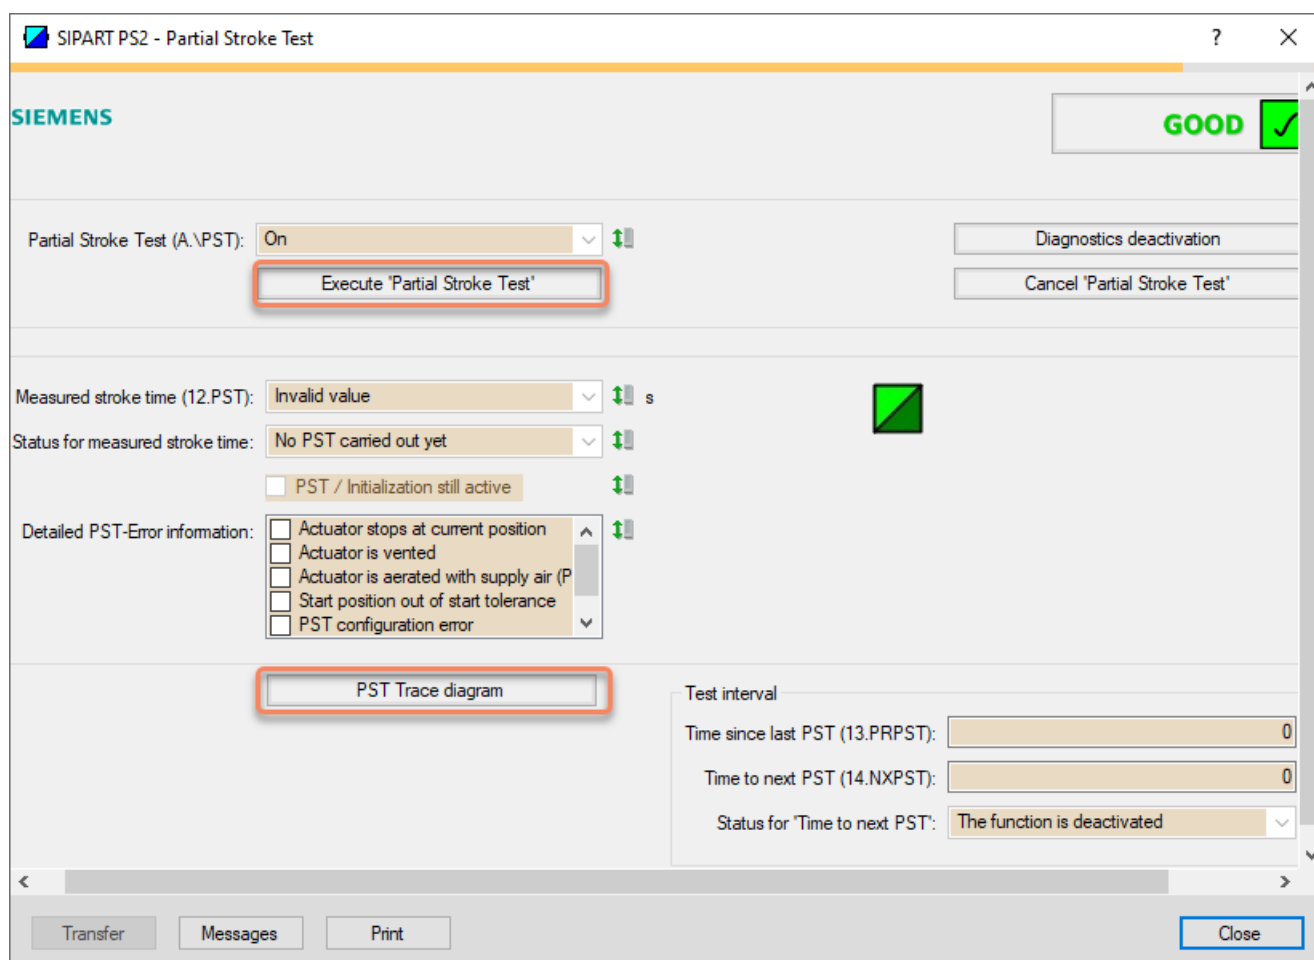 SIPART PS2 - Partial Stroke Test
?
SIEMENS
GOOD
Partial Stroke Test (A.\PST): On
Diagnostics deactivation
Execute 'Partial Stroke Test'
Cancel 'Partial Stroke Test'
Measured stroke time (12.PST): Invalid value s
Status for measured stroke time: No PST carried out yet
PST / Initialization still active
Detailed PST-Error information:
Actuator stops at current position
Actuator is vented
Actuator is aerated with supply air (P
Start position out of start tolerance
PST configuration error
PST Trace diagram
Test interval
Time since last PST (13.PRPST): 0
Time to next PST (14.NXPST): 0
Status for 'Time to next PST': The function is deactivated
Transfer
Messages
Print
Close